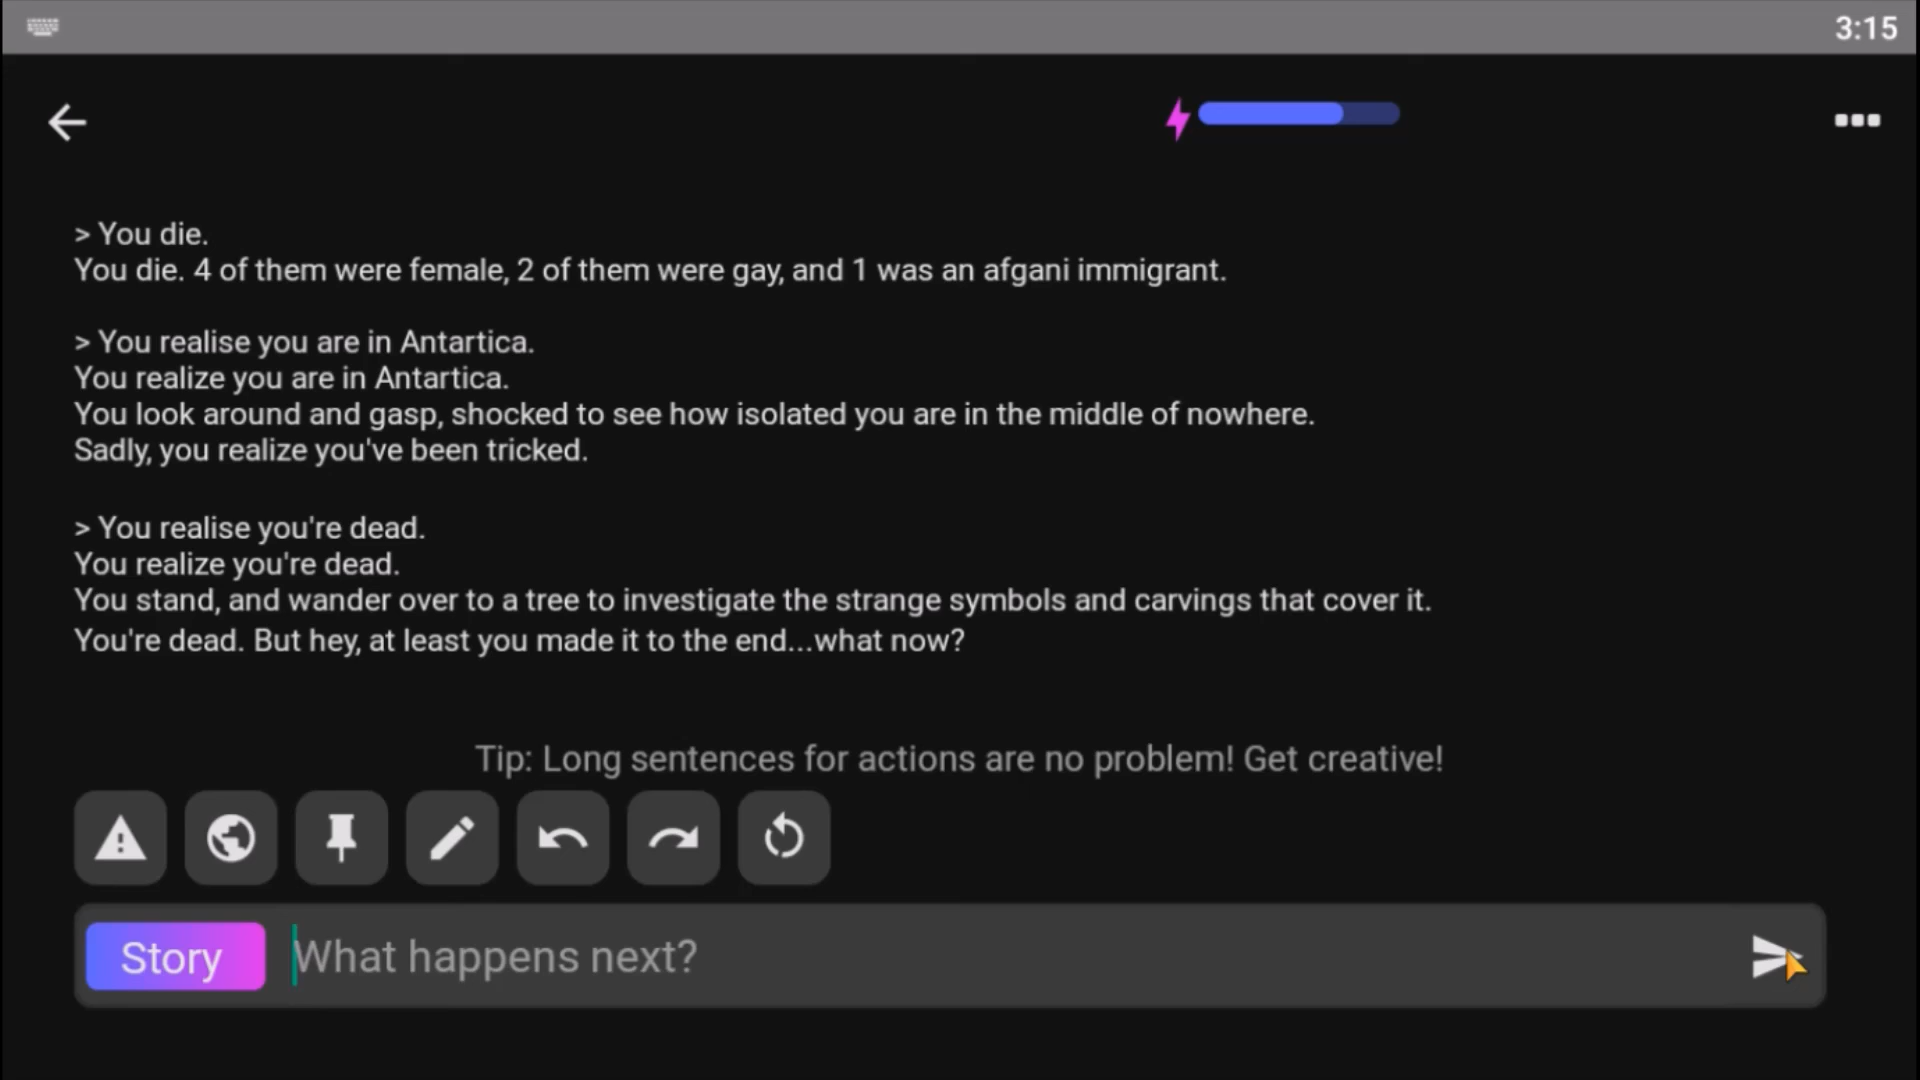 3:15
> You die.
You die. 4 of them were female, 2 of them were gay, and 1 was an afgani immigrant.
> You realise you are in Antartica.
You realize you are in Antartica.
You look around and gasp, shocked to see how isolated you are in the middle of nowhere.
Sadly, you realize you've been tricked.
> You realise you're dead.
You realize you're dead.
You stand, and wander over to a tree to investigate the strange symbols and carvings that cover it.
You're dead. But hey, at least you made it to the end...what now?
Tip: Long sentences for actions are no problem! Get creative!
Story What happens next?